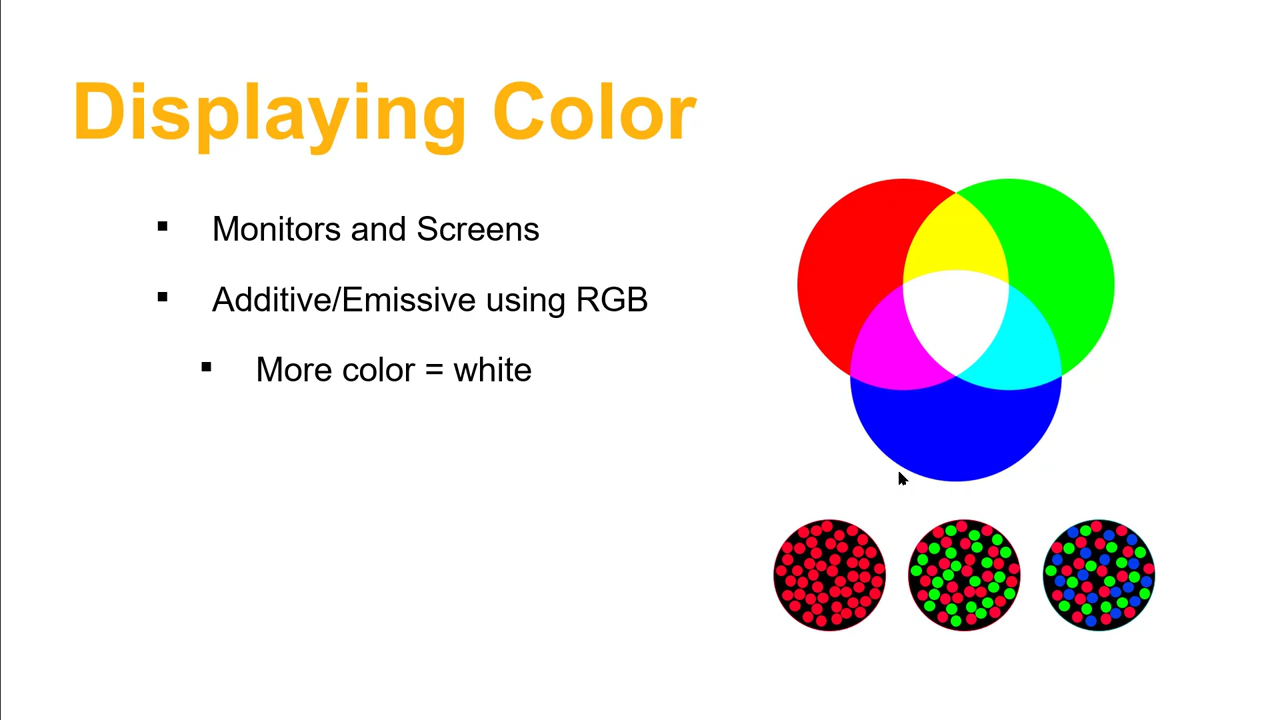 Displaying Color
Monitors and Screens
Additive/Emissive using RGB
More color = white